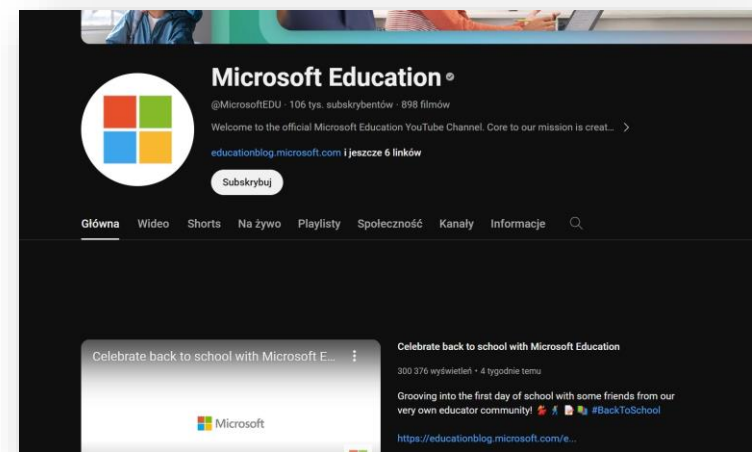 Microsoft Education
@MicrosoftEDU · 106 tys. subskrybentów · 898 filmów
Welcome to the official Microsoft Education YouTube Channel. Core to our mission is creat...
educationblog.microsoft.com i jeszcze 6 linków
Subskrybuj
Główna Wideo Shorts Na żywo Playlisty Społeczność Kanały Informacje
Celebrate back to school with Microsoft E...
Microsoft
Celebrate back to school with Microsoft Education
300 376 wyświetleń • 4 tygodnie temu
Grooving into the first day of school with some friends from our
very own educator community! 💃 🕺 📝 📚 #BackToSchool
https://educationblog.microsoft.com/e...